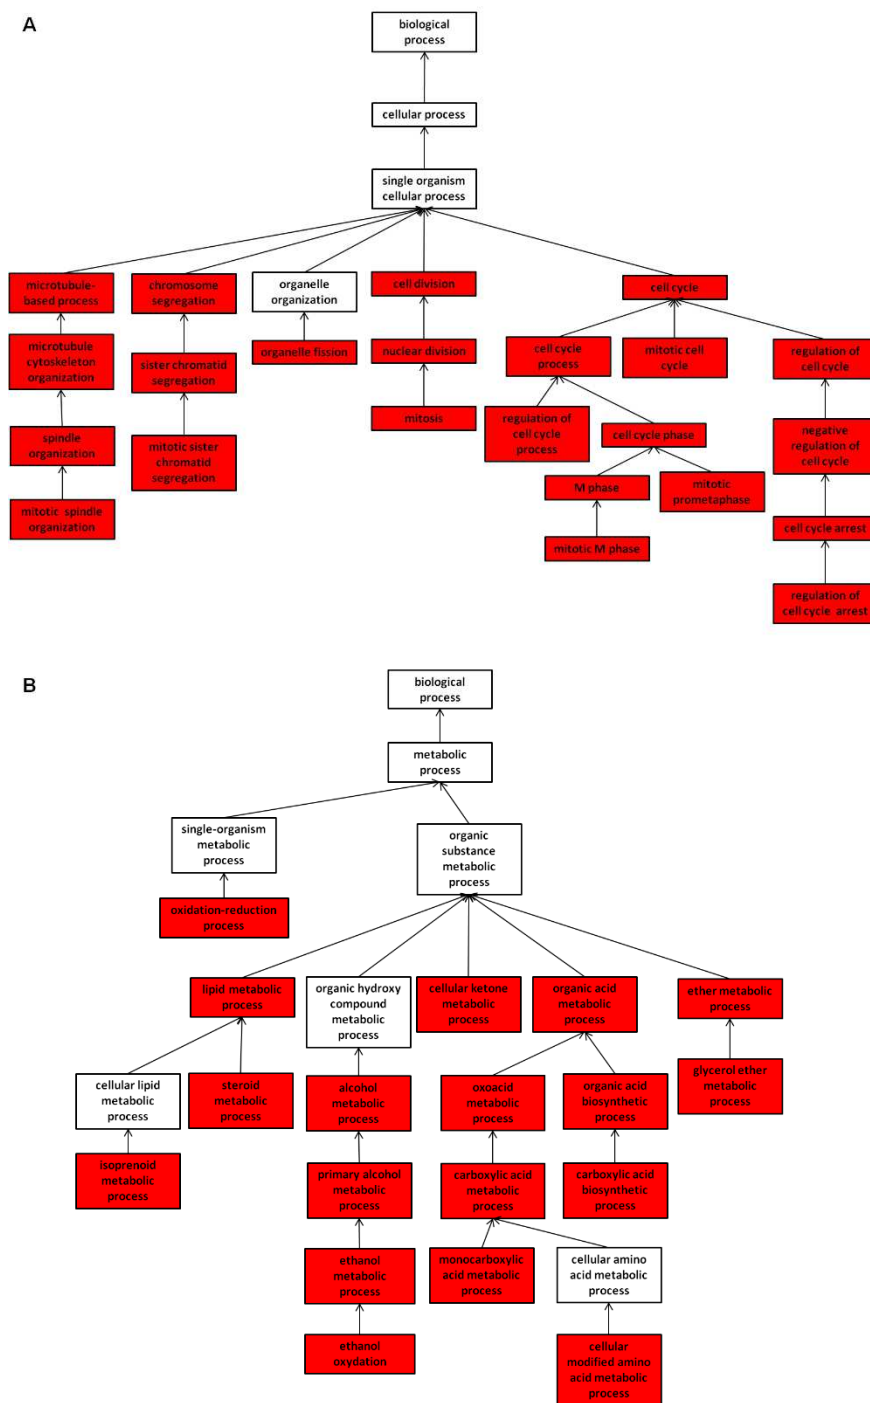 A
biological
process
cellular process
single organism
cellular process
microtubule-
based process
chromosome
segregation
organelle
organization
cell division
cell cycle
microtubule
cytoskeleton
organization
sister chromatid
segregation
organelle fission
nuclear division
cell cycle
process
mitotic cell
cycle
regulation of
cell cycle
spindle
organization
mitotic sister
chromatid
segregation
mitosis
regulation of
cell cycle
process
cell cycle phase
negative
regulation of
cell cycle
mitotic spindle
organization
M phase
mitotic
prometaphase
cell cycle arrest
mitotic M phase
regulation of
cell cycle arrest
B
biological
process
metabolic
process
single-organism
metabolic
process
organic
substance
metabolic
process
oxidation-reduction
process
lipid metabolic
process
organic hydroxy
compound
metabolic
process
cellular ketone
metabolic
process
organic acid
metabolic
process
ether metabolic
process
cellular lipid
metabolic
process
steroid
metabolic
process
alcohol
metabolic
process
oxoacid
metabolic
process
organic acid
biosynthetic
process
glycerol ether
metabolic
process
isoprenoid
metabolic
process
primary alcohol
metabolic
process
carboxylic acid
metabolic
process
carboxylic acid
biosynthetic
process
ethanol
metabolic
process
monocarboxylic
acid metabolic
process
cellular amino
acid metabolic
process
ethanol
oxydation
cellular
modified amino
acid metabolic
process